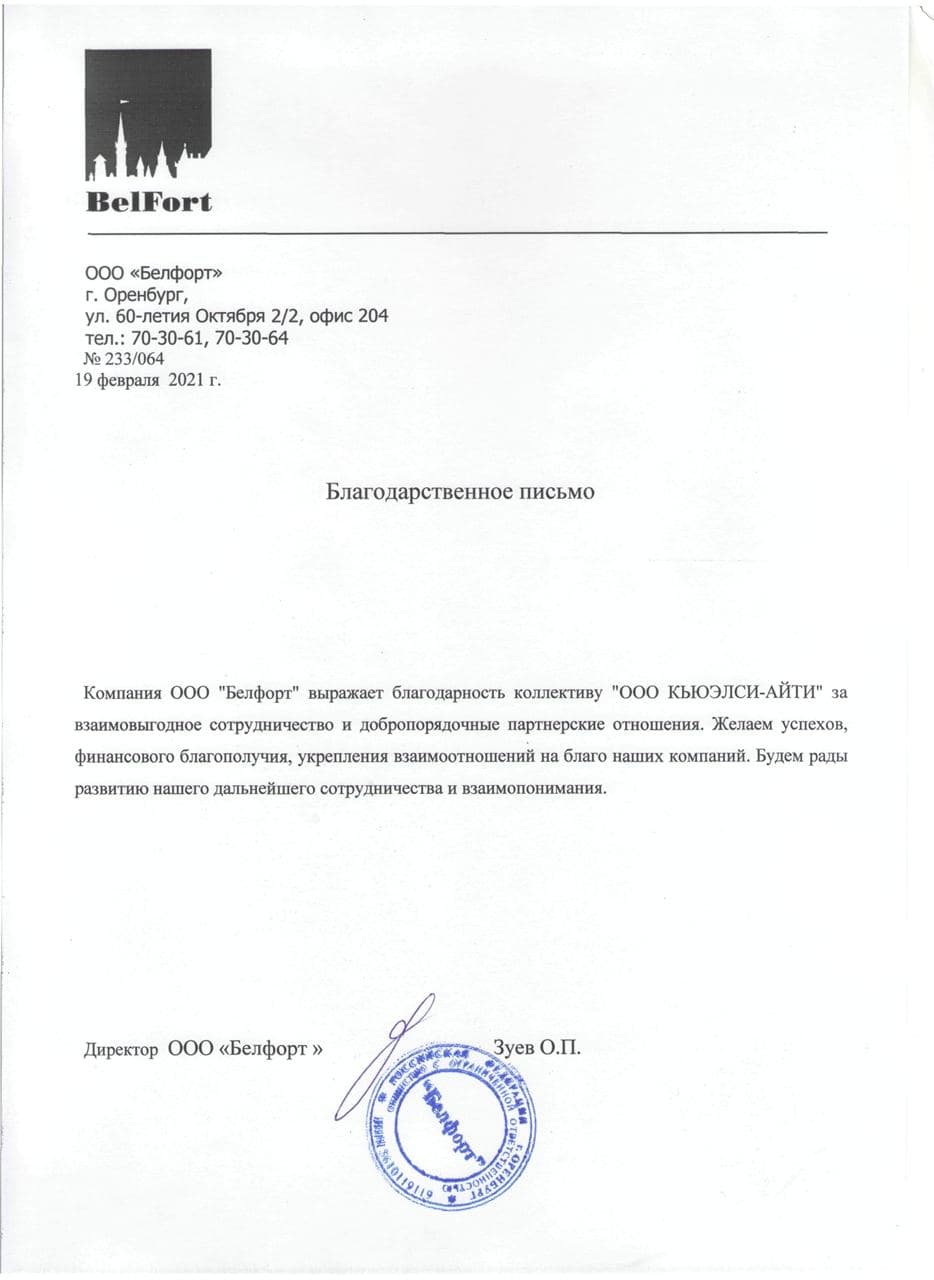 BelFort
ООО «Белфорт»
г. Оренбург,
ул. 60-летия Октября 2/2, офис 204
тел.: 70-30-61, 70-30-64
№ 233/064
19 февраля 2021 г.
Благодарственное письмо
Компания ООО "Белфорт" выражает благодарность коллективу "ООО КЬЮЭЛСИ-АЙТИ" за
взаимовыгодное сотрудничество и добропорядочные партнерские отношения. Желаем успехов,
финансового благополучия, укрепления взаимоотношений на благо наших компаний. Будем рады
развитию нашего дальнейшего сотрудничества и взаимопонимания.
Директор ООО «Белфорт »
Зуев О.П.
РОССИЙСКАЯ ФЕДЕРАЦИЯ г. ОРЕНБУРГ
ОГРАНИЧЕННОЙ ОТВЕТСТВЕННОСТЬЮ
"Белфорт"